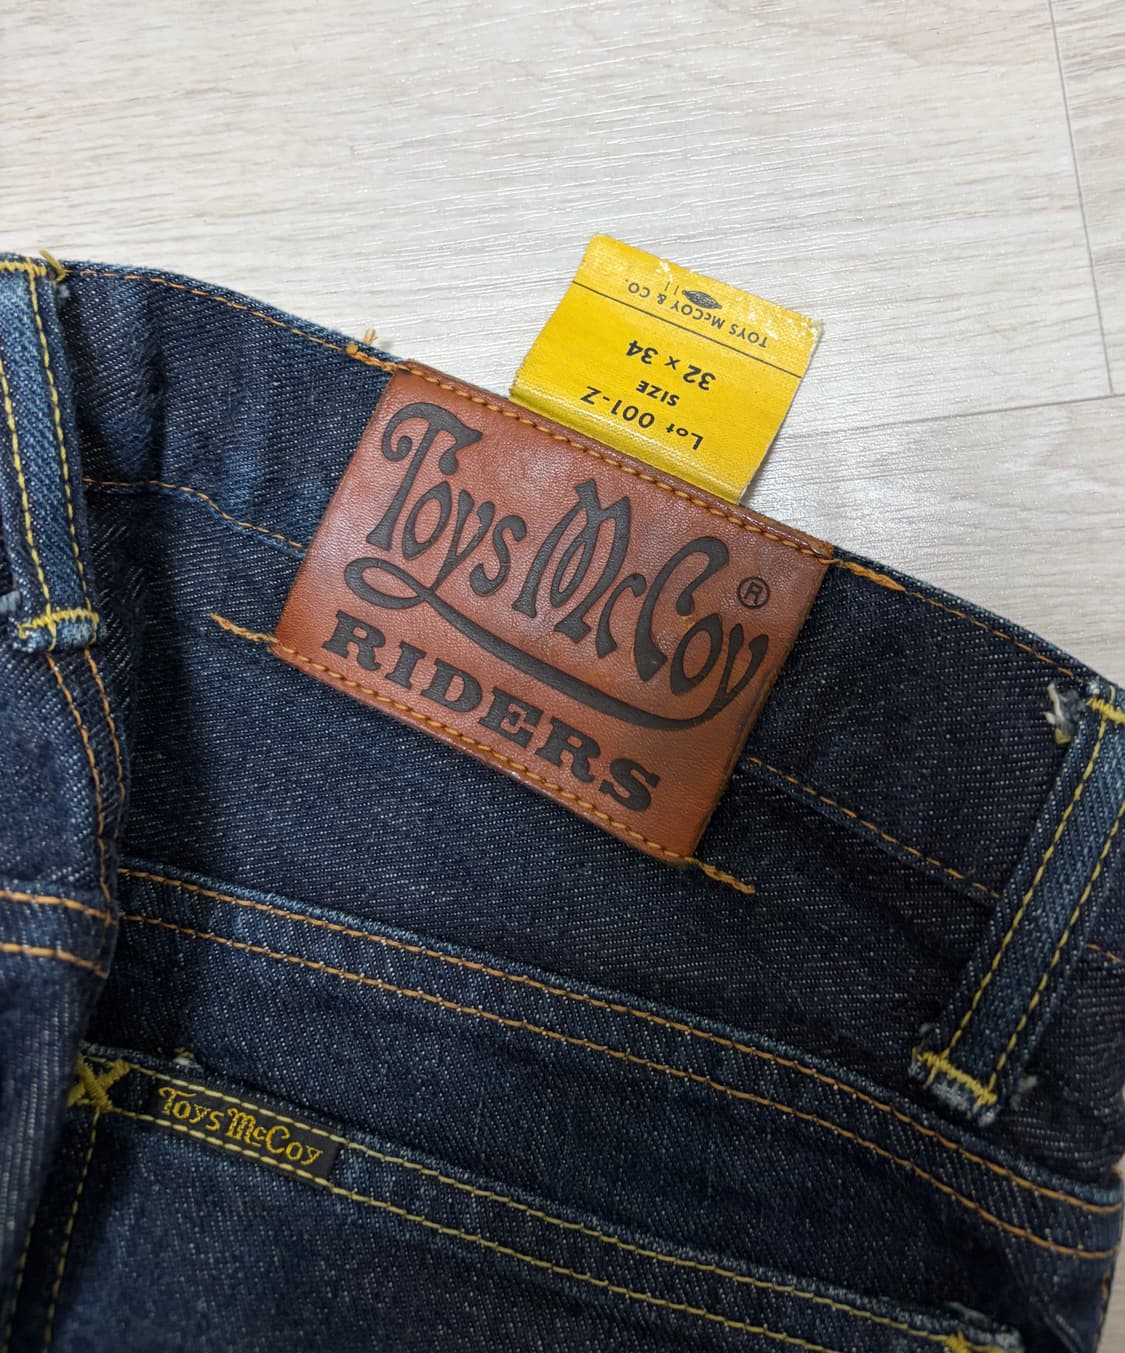 TOYS McCOY & CO.
Lot 001-Z
SIZE
32 x 34
Toys McCoy®
RIDERS
Toys McCoy